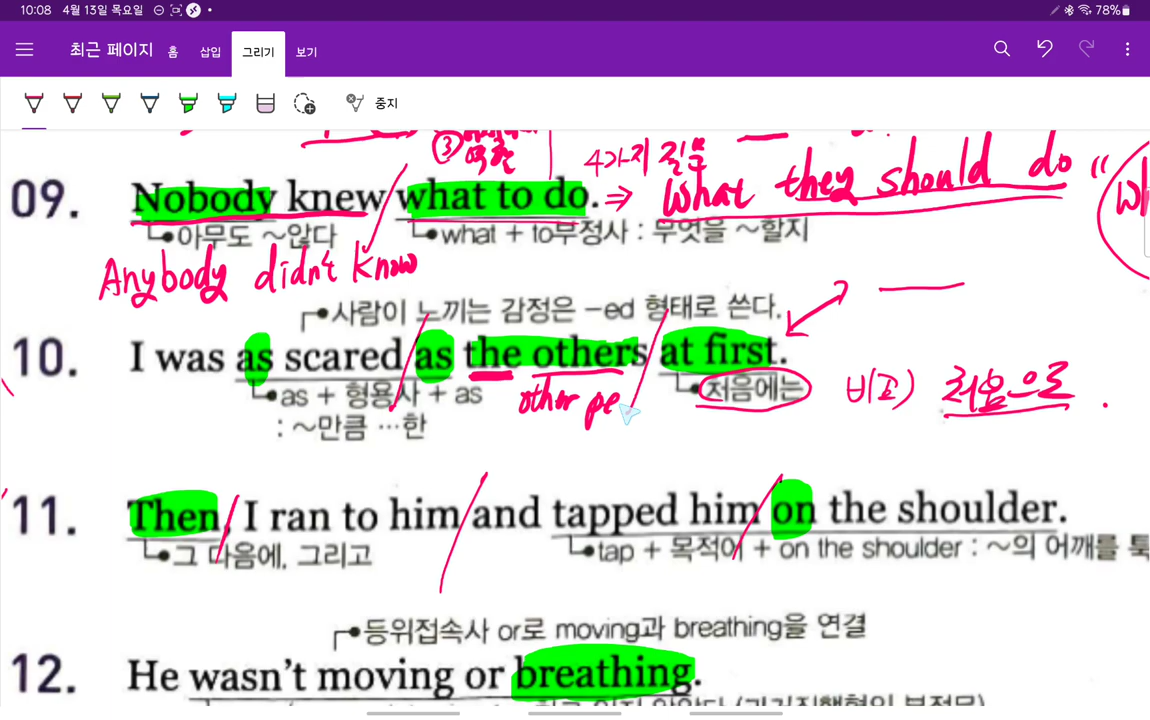 10:08 4월 13일 목요일 78%
최근 페이지 홈 삽입 그리기 보기
중지
③ 4가지 질문
09. Nobody knew what to do. ⇒ what they should do "
아무도 ~않다 what + to부정사 : 무엇을 ~할지
Anybody didn't know
사람이 느끼는 감정은 -ed 형태로 쓴다.
10. I was as scared as the others at first.
as + 형용사 + as other pe 저음에는 비교) 처음으로 .
: ~만큼 …한
11. Then, I ran to him and tapped him on the shoulder.
그 다음에, 그리고 tap + 목적어 + on the shoulder : ~의 어깨를 툭
등위접속사 or로 moving과 breathing을 연결
12. He wasn't moving or breathing.